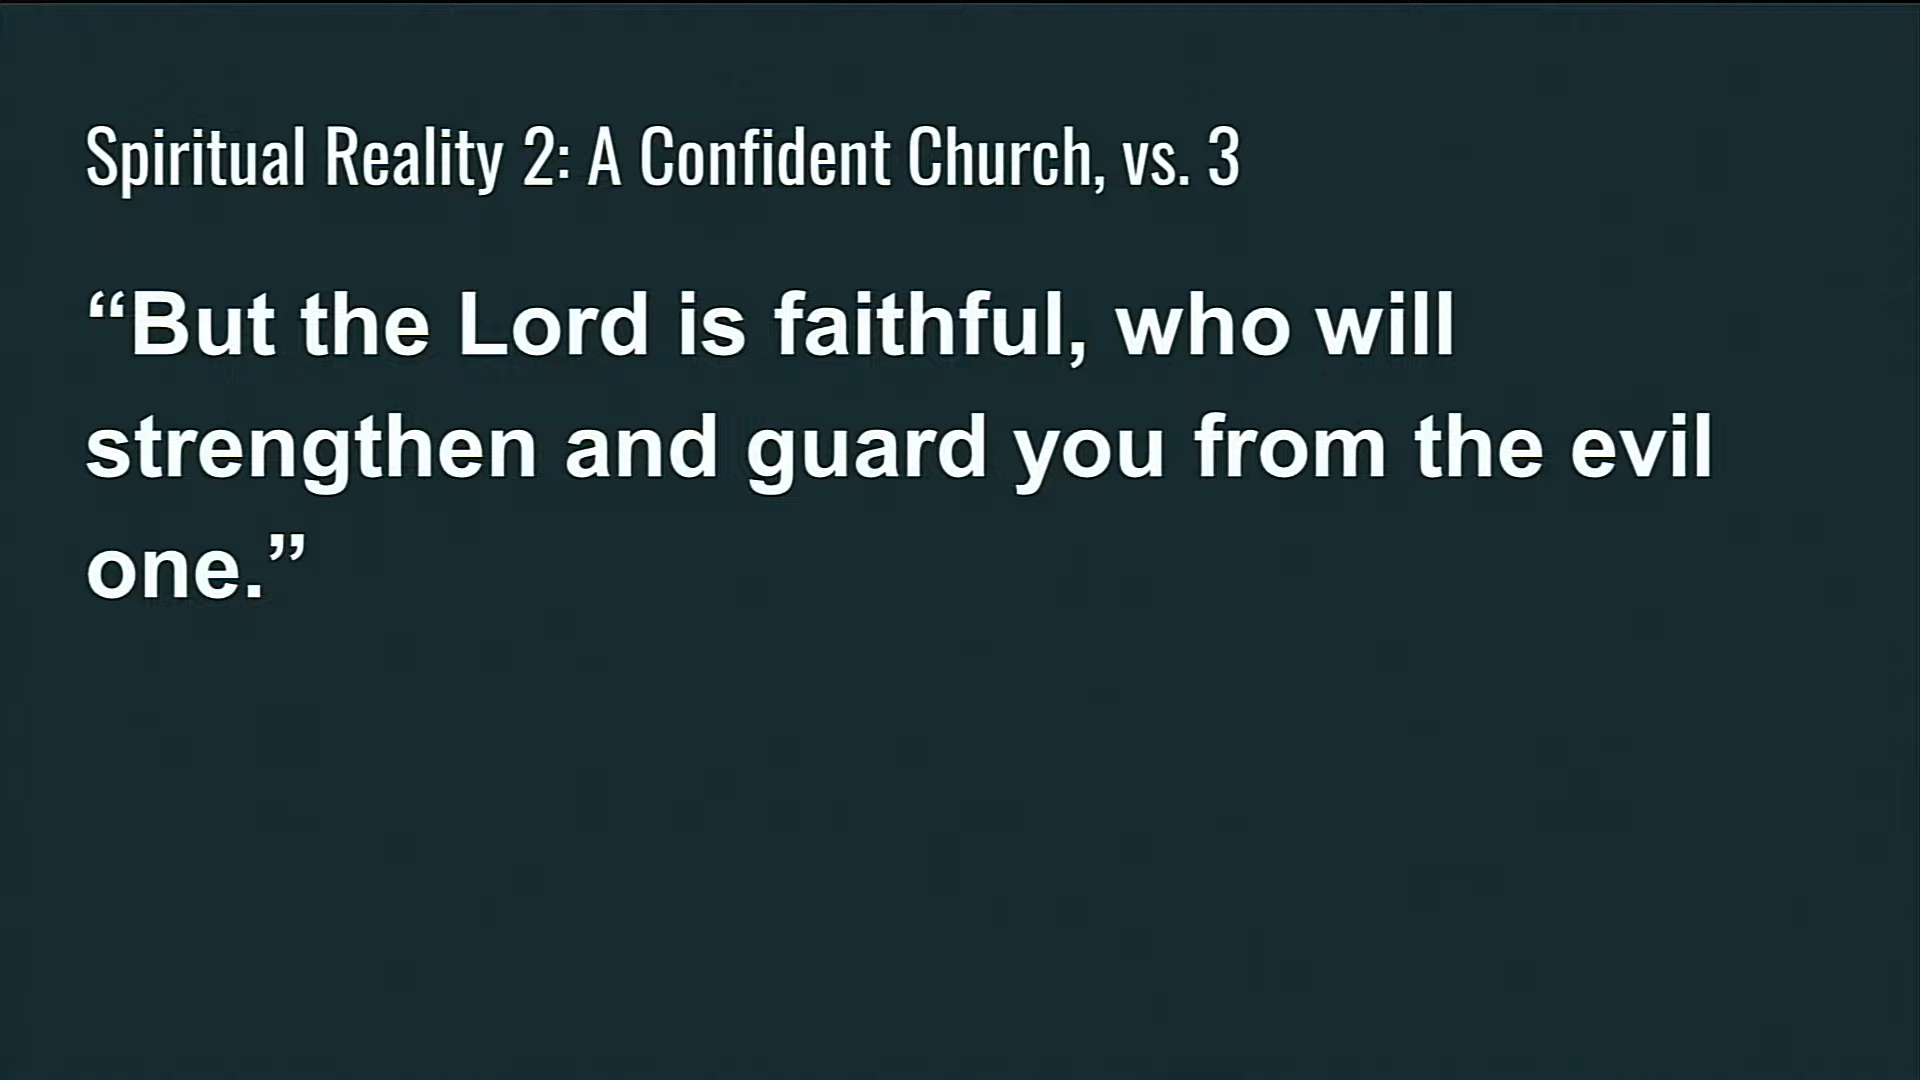 Spiritual Reality 2: A Confident Church, vs. 3
“But the Lord is faithful, who will
strengthen and guard you from the evil
one.”